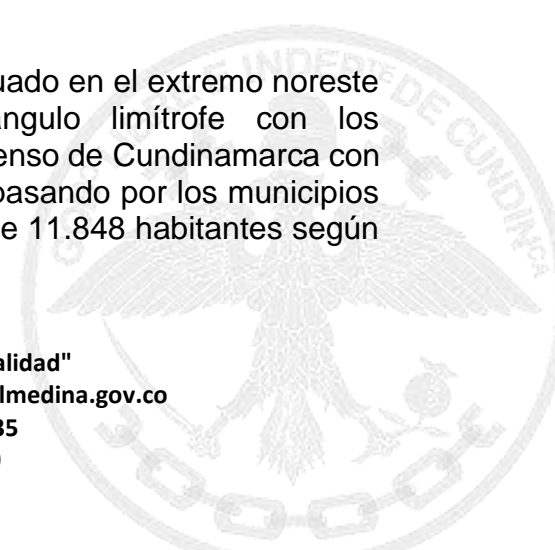 uado en el extremo noreste
ángulo limítrofe con los
enso de Cundinamarca con
pasando por los municipios
e 11.848 habitantes según
alidad"
lmedina.gov.co
35